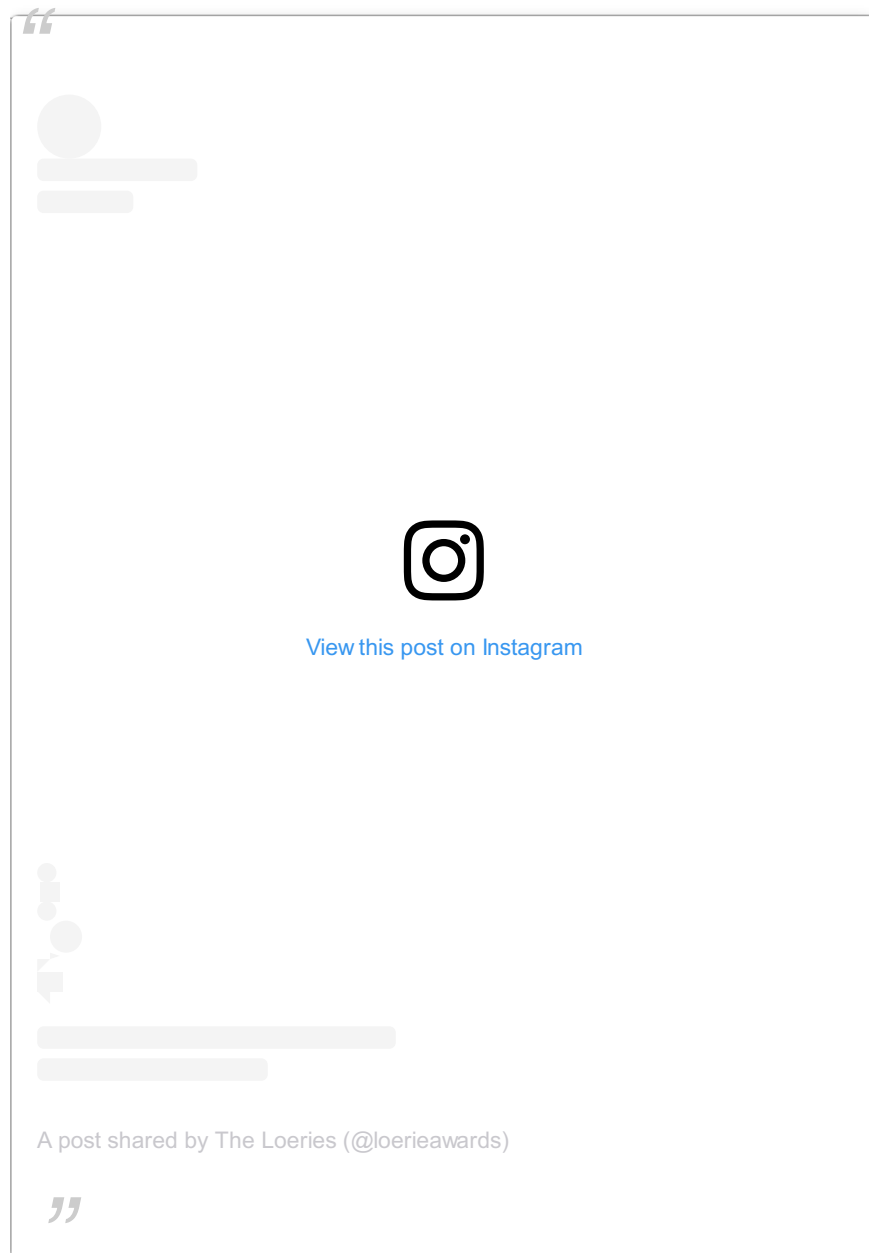 “
View this post on Instagram
A post shared by The Loeries (@loerieawards)
”